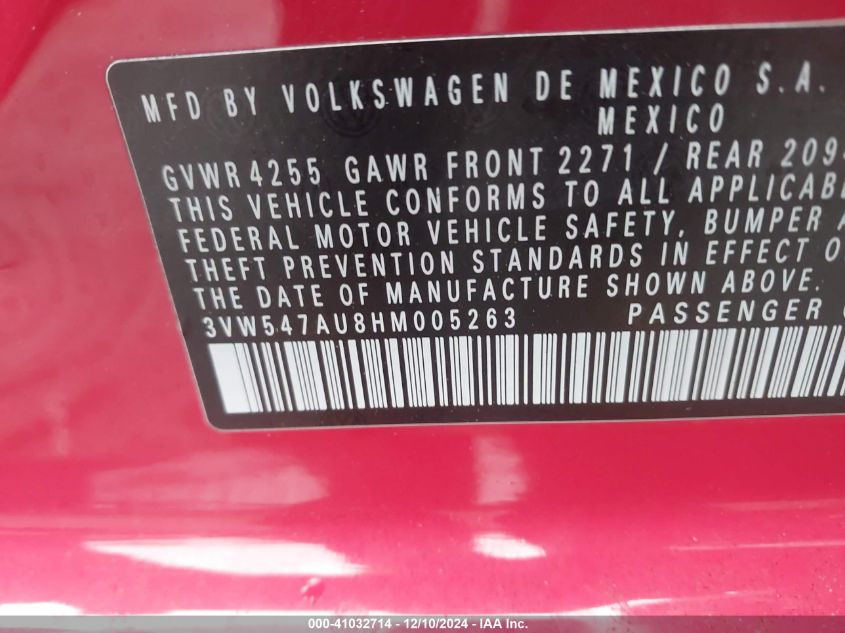 MFD BY VOLKSWAGEN DE MEXICO S.A.
MEXICO
GVWR 4255 GAWR FRONT 2271 / REAR
THIS VEHICLE CONFORMS TO ALL
FEDERAL MOTOR VEHICLE SAFETY, BUMPER
THEFT PREVENTION STANDARDS IN EFFECT
THE DATE OF MANUFACTURE SHOWN ABOVE.
3VW547AU8HM005263 PASSENGER
000-41032714 - 12/10/2024 - IAA Inc.